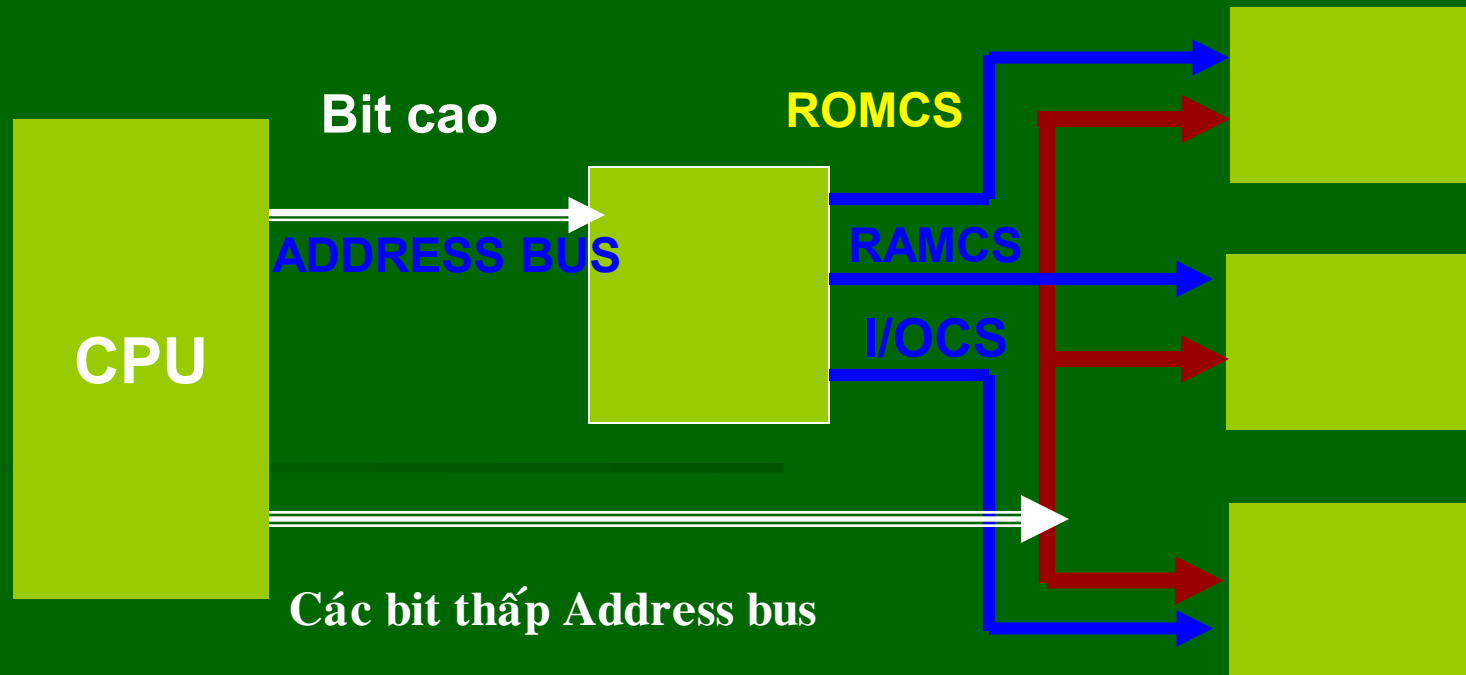 Bit cao
ROMCS
ADDRESS BUS
RAMCS
I/OCS
CPU
Các bit thấp Address bus